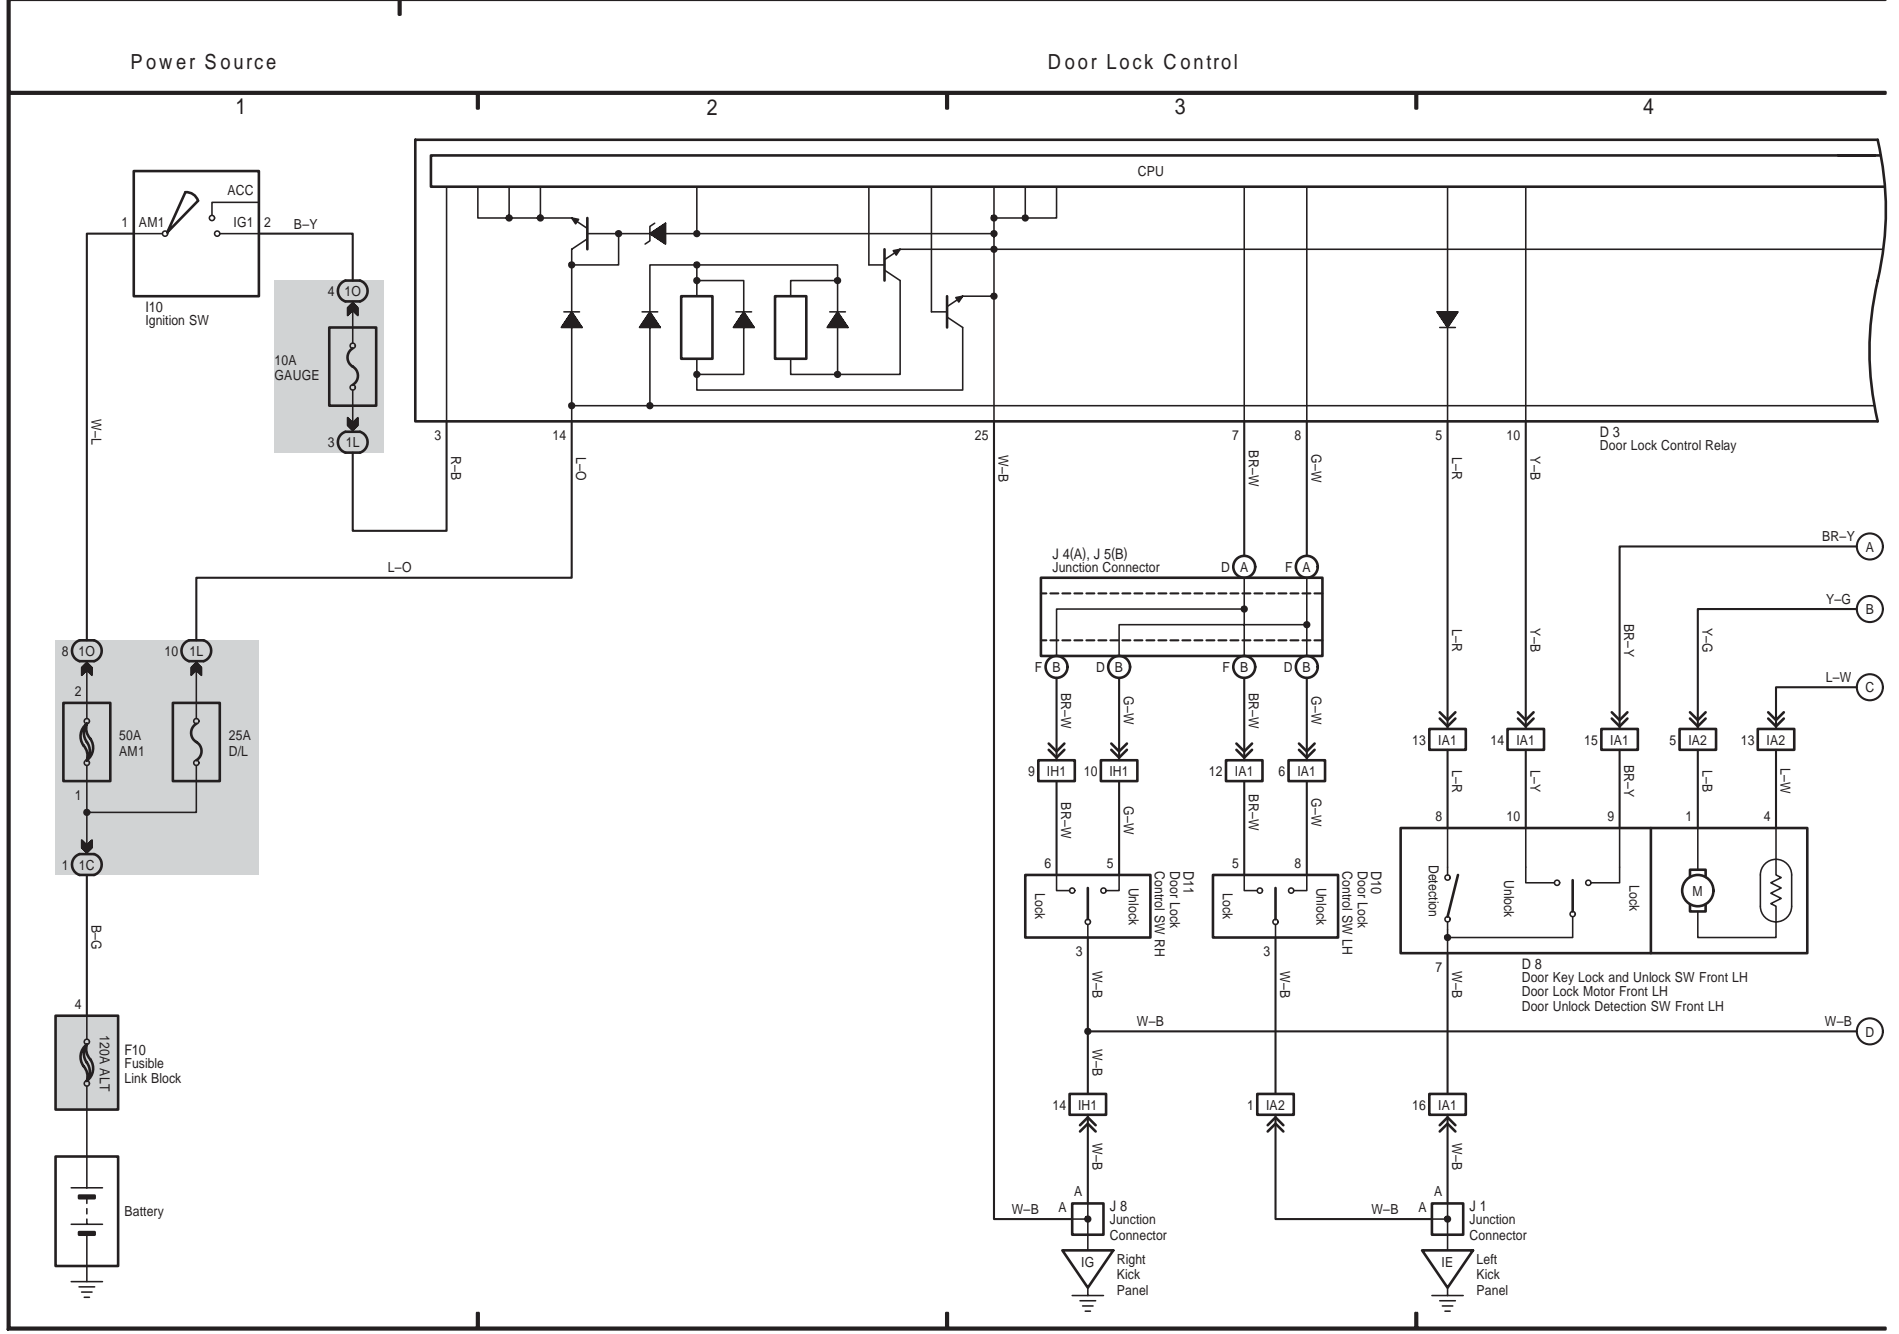 Power Source
Door Lock Control
1
2
3
4
CPU
ACC
1
AM1
IG1
2
B–Y
I10
Ignition SW
4
1O
10A
GAUGE
3
1L
W–L
3
14
25
7
8
5
10
D 3
Door Lock Control Relay
R–B
L–O
W–B
BR–W
G–W
L–R
Y–B
L–O
BR–Y
A
Y–G
B
L–W
C
J 4(A), J 5(B)
Junction Connector
D
A
F
A
F
B
D
B
F
B
D
B
L–R
Y–B
BR–Y
Y–G
8
1O
10
1L
2
50A
AM1
25A
D/L
1
1
1C
BR–W
G–W
BR–W
G–W
13
IA1
14
IA1
15
IA1
5
IA2
13
IA2
9
IH1
10
IH1
12
IA1
6
IA1
BR–W
G–W
BR–W
G–W
L–R
L–Y
BR–Y
L–B
L–W
6
5
5
8
8
10
9
1
4
Lock
Unlock
D11
Door Lock
Control SW RH
Lock
Unlock
D10
Door Lock
Control SW LH
Detection
Unlock
Lock
M
3
3
7
D 8
Door Key Lock and Unlock SW Front LH
Door Lock Motor Front LH
Door Unlock Detection SW Front LH
B–G
4
120A ALT
F10
Fusible
Link Block
W–B
W–B
W–B
W–B
W–B
D
W–B
14
IH1
1
IA2
16
IA1
W–B
W–B
Battery
W–B
A
A
J 8
Junction
Connector
W–B
A
A
J 1
Junction
Connector
IG
Right
Kick
Panel
IE
Left
Kick
Panel